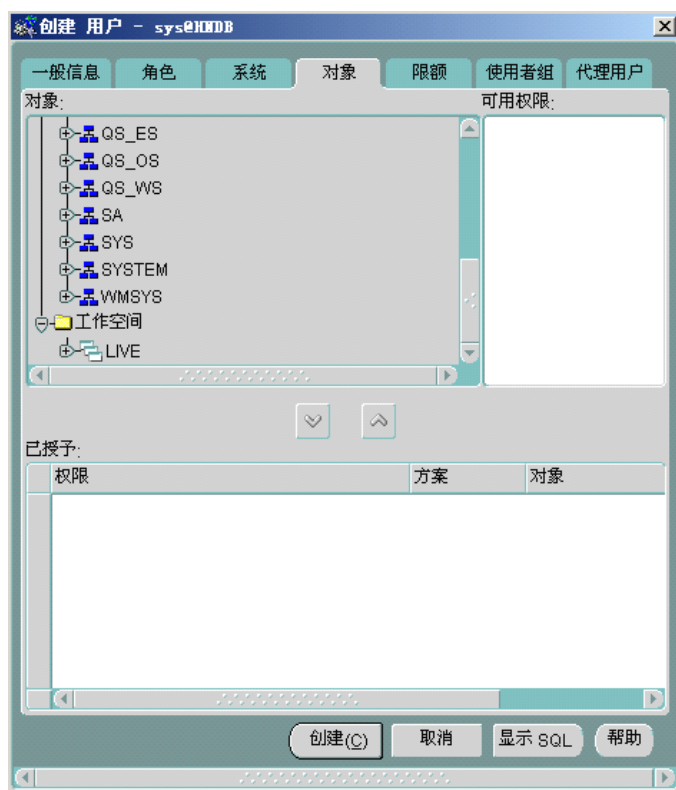 创建 用户 - sys@HNDB
一般信息 角色 系统 对象 限额 使用者组 代理用户
对象: 可用权限:
QS_ES
QS_OS
QS_WS
SA
SYS
SYSTEM
WMSYS
工作空间
LIVE
已授予:
权限 方案 对象
创建(C) 取消 显示 SQL 帮助